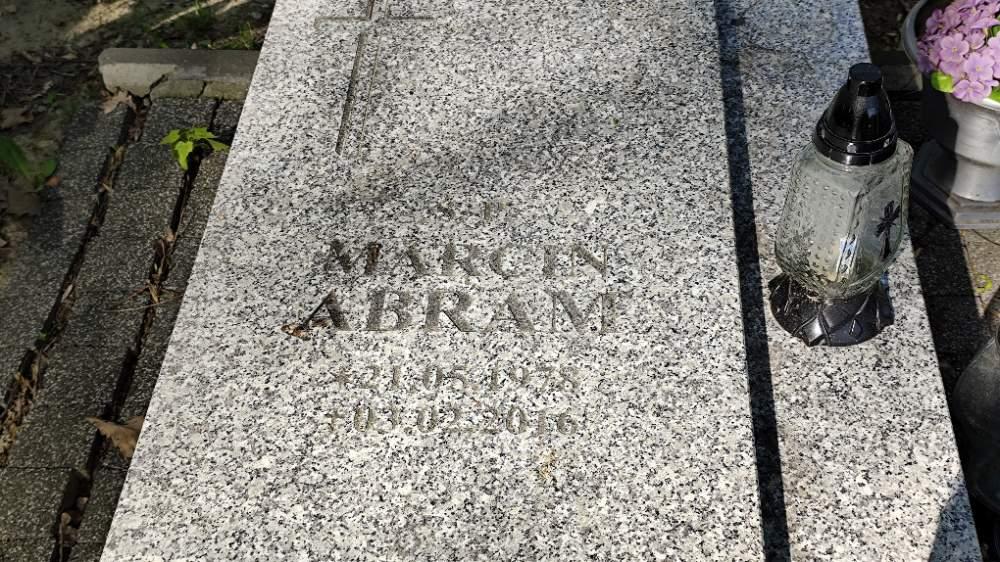 Ś.P.
MARCIN
ABRAM
*21.05.1978
+03.02.2016